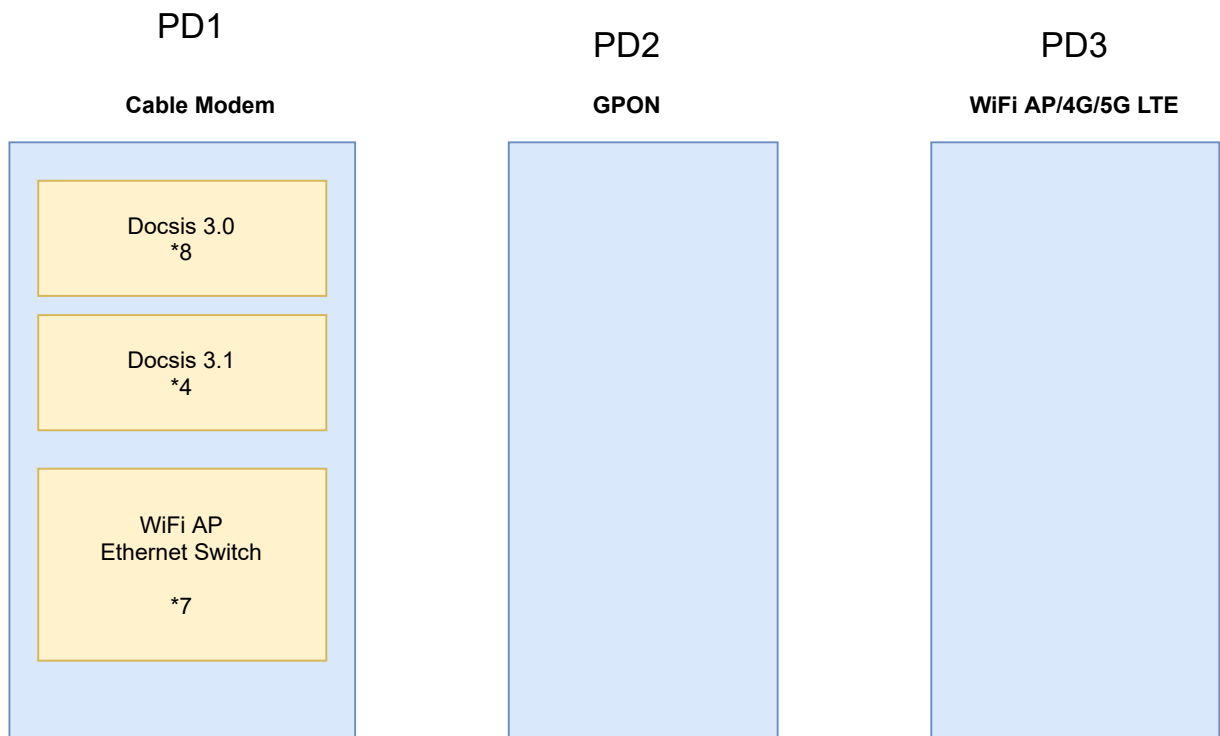 PD1
PD2
PD3
Cable Modem
GPON
WiFi AP/4G/5G LTE
Docsis 3.0
*8
Docsis 3.1
*4
WiFi AP
Ethernet Switch
*7